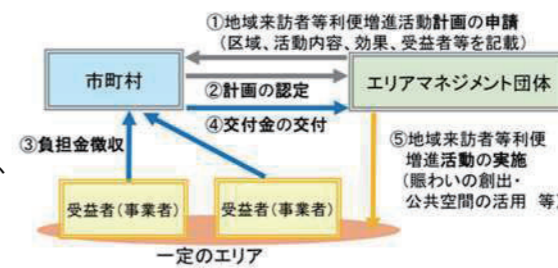 ①地域来訪者等利便増進活動計画の申請
(区域、活動内容、効果、受益者等を記載)
市町村
エリアマネジメント団体
②計画の認定
④交付金の交付
③負担金徴収
、
⑤地域来訪者等利便
増進活動の実施
(賑わいの創出・
公共空間の活用 等)
受益者(事業者)
受益者(事業者)
一定のエリア